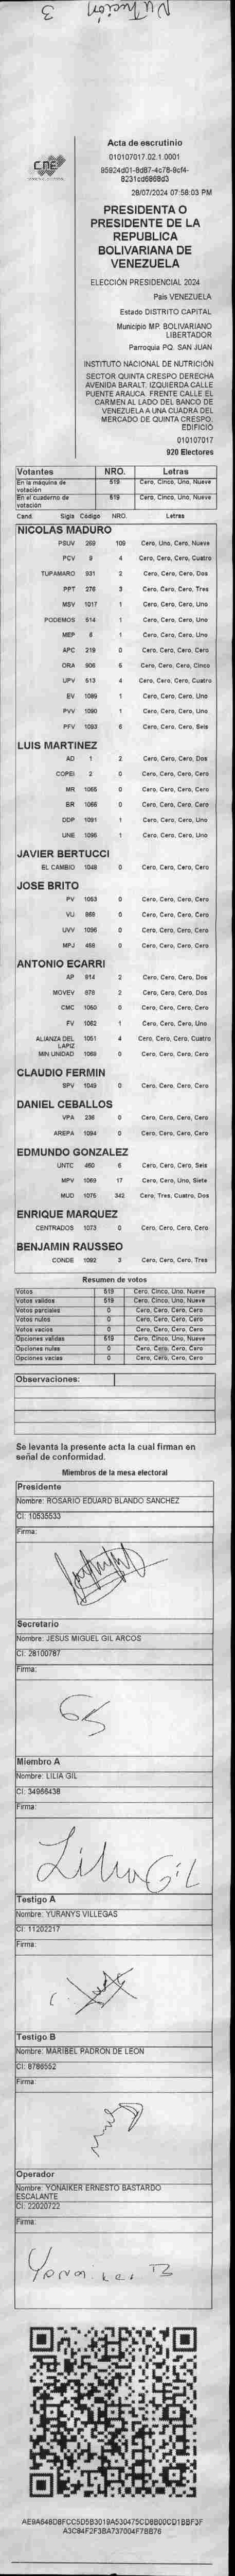 Nutrición 3
CNE
Acta de escrutinio
010107017.02.1.0001
28/07/2024 07:58:03 PM
PRESIDENTA O
PRESIDENTE DE LA
REPUBLICA
BOLIVARIANA DE
VENEZUELA
ELECCIÓN PRESIDENCIAL 2024
País VENEZUELA
Estado DISTRITO CAPITAL
Municipio MP. BOLIVARIANO
LIBERTADOR
Parroquia PQ. SAN JUAN
INSTITUTO NACIONAL DE NUTRICIÓN
SECTOR QUINTA CRESPO DERECHA
AVENIDA BARALT. IZQUIERDA CALLE
PUENTE ARAUCA. FRENTE CALLE EL
CARMEN AL LADO DEL BANCO DE
VENEZUELA A UNA CUADRA DEL
MERCADO DE QUINTA CRESPO.
EDIFICIO
010107017
920 Electores
Votantes NRO. Letras
En la máquina de votación 519 Cero, Cinco, Uno, Nueve
En el cuaderno de votación 519 Cero, Cinco, Uno, Nueve
Cand. Sigla Código NRO. Letras
NICOLAS MADURO
PSUV 269 109 Cero, Uno, Cero, Nueve
PCV 9 4 Cero, Cero, Cero, Cuatro
TUPAMARO 931 2 Cero, Cero, Cero, Dos
PPT 276 3 Cero, Cero, Cero, Tres
MSV 1017 1 Cero, Cero, Cero, Uno
PODEMOS 514 1 Cero, Cero, Cero, Uno
MEP 6 1 Cero, Cero, Cero, Uno
APC 219 0 Cero, Cero, Cero, Cero
ORA 906 5 Cero, Cero, Cero, Cinco
UPV 513 4 Cero, Cero, Cero, Cuatro
EV 1089 1 Cero, Cero, Cero, Uno
PVV 1090 1 Cero, Cero, Cero, Uno
PFV 1093 6 Cero, Cero, Cero, Seis
LUIS MARTINEZ
AD 1 2 Cero, Cero, Cero, Dos
COPEI 2 0 Cero, Cero, Cero, Cero
MR 1065 0 Cero, Cero, Cero, Cero
BR 1066 0 Cero, Cero, Cero, Cero
DDP 1091 1 Cero, Cero, Cero, Uno
UNE 1095 1 Cero, Cero, Cero, Uno
JAVIER BERTUCCI
EL CAMBIO 1048 0 Cero, Cero, Cero, Cero
JOSE BRITO
PV 1053 0 Cero, Cero, Cero, Cero
VU 869 0 Cero, Cero, Cero, Cero
UVV 1096 0 Cero, Cero, Cero, Cero
MPJ 458 0 Cero, Cero, Cero, Cero
ANTONIO ECARRI
AP 914 2 Cero, Cero, Cero, Dos
MOVEV 878 2 Cero, Cero, Cero, Dos
CMC 1050 0 Cero, Cero, Cero, Cero
FV 1062 1 Cero, Cero, Cero, Uno
ALIANZA DEL LAPIZ 1051 4 Cero, Cero, Cero, Cuatro
MIN UNIDAD 1069 0 Cero, Cero, Cero, Cero
CLAUDIO FERMIN
SPV 1049 0 Cero, Cero, Cero, Cero
DANIEL CEBALLOS
VPA 236 0 Cero, Cero, Cero, Cero
AREPA 1094 0 Cero, Cero, Cero, Cero
EDMUNDO GONZALEZ
UNTC 460 6 Cero, Cero, Cero, Seis
MPV 1069 17 Cero, Cero, Uno, Siete
MUD 1075 342 Cero, Tres, Cuatro, Dos
ENRIQUE MARQUEZ
CENTRADOS 1073 0 Cero, Cero, Cero, Cero
BENJAMIN RAUSSEO
CONDE 1092 3 Cero, Cero, Cero, Tres
Resumen de votos
Votos 519 Cero, Cinco, Uno, Nueve
Votos validos 519 Cero, Cinco, Uno, Nueve
Votos parciales 0 Cero, Cero, Cero, Cero
Votos nulos 0 Cero, Cero, Cero, Cero
Votos vacios 0 Cero, Cero, Cero, Cero
Opciones validas 519 Cero, Cinco, Uno, Nueve
Opciones nulas 0 Cero, Cero, Cero, Cero
Opciones vacias 0 Cero, Cero, Cero, Cero
Observaciones:
Se levanta la presente acta la cual firman en
señal de conformidad.
Miembros de la mesa electoral
Presidente
Nombre: ROSARIO EDUARD BLANDO SANCHEZ
CI: 10535533
Firma:
Secretario
Nombre: JESUS MIGUEL GIL ARCOS
CI: 28100787
Firma:
Miembro A
Nombre: LILIA GIL
CI: 34966438
Firma:
Lilia Gil
Testigo A
Nombre: YURANYS VILLEGAS
CI: 11202217
Firma:
Testigo B
Nombre: MARIBEL PADRON DE LEON
CI: 8786552
Firma:
Operador
Nombre: YONAIKER ERNESTO BASTARDO
ESCALANTE
CI: 22020722
Firma:
Yonaiker B